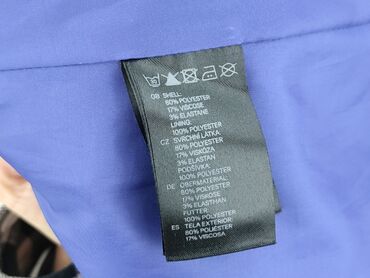 GB SHELL:
80% POLYESTER
17% VISCOSE
3% ELASTANE
LINING:
100% POLYESTER
CZ SVRCHNÍ LÁTKA:
80% POLYESTER
17% VISKÓZA
3% ELASTAN
PODŠÍVKA:
100% POLYESTER
DE OBERMATERIAL:
80% POLYESTER
17% VISKOSE
3% ELASTHAN
FUTTER:
100% POLYESTER
ES TELA EXTERIOR:
80% POLIÉSTER
17% VISCOSA